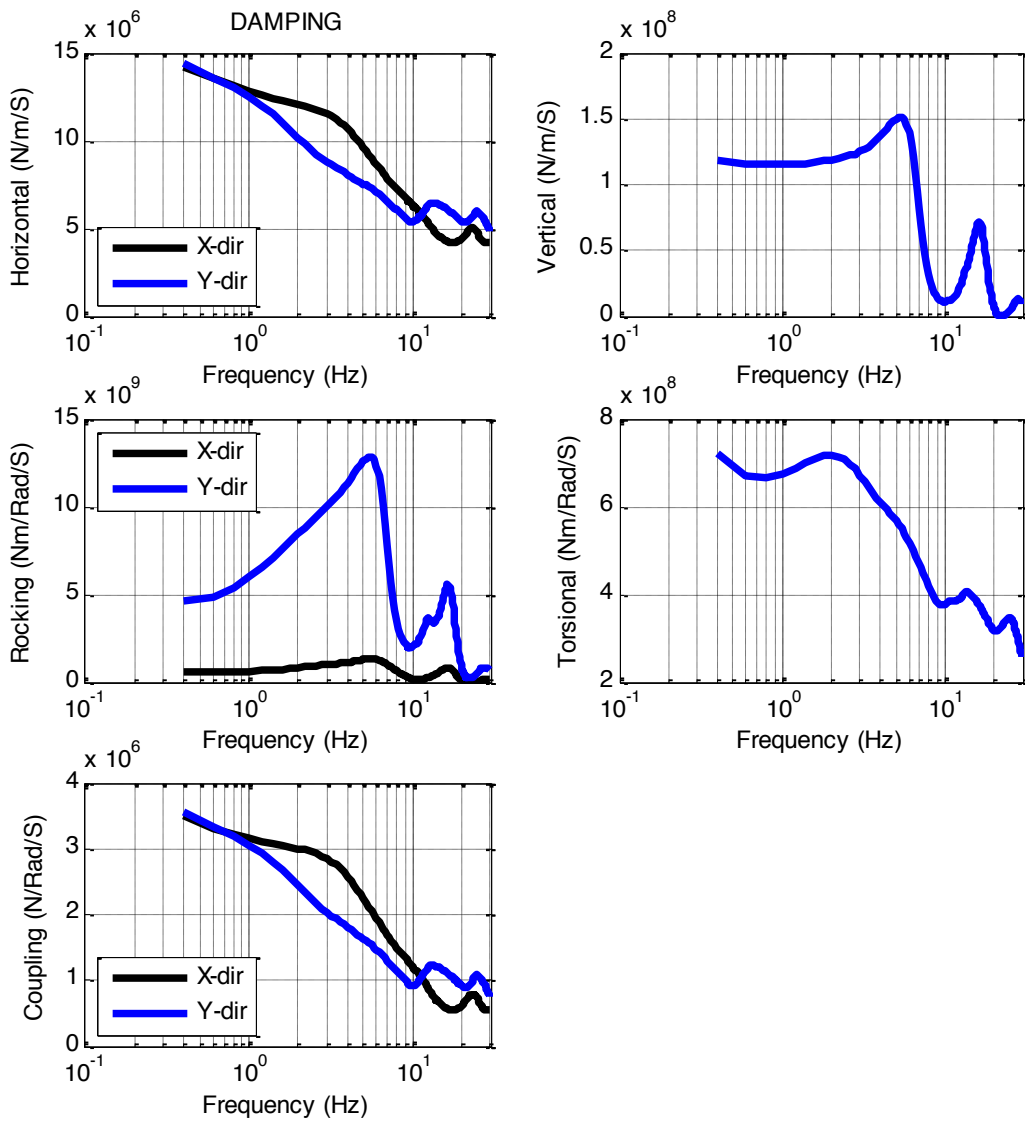 DAMPING
x 10^6
Horizontal (N/m/S)
15
10
5
0
X-dir
Y-dir
10^-1
10^0
10^1
Frequency (Hz)
x 10^8
Vertical (N/m/S)
2
1.5
1
0.5
0
10^-1
10^0
10^1
Frequency (Hz)
x 10^9
Rocking (Nm/Rad/S)
15
10
5
0
X-dir
Y-dir
10^-1
10^0
10^1
Frequency (Hz)
x 10^8
Torsional (Nm/Rad/S)
8
6
4
2
10^-1
10^0
10^1
Frequency (Hz)
x 10^6
Coupling (N/Rad/S)
4
3
2
1
0
X-dir
Y-dir
10^-1
10^0
10^1
Frequency (Hz)